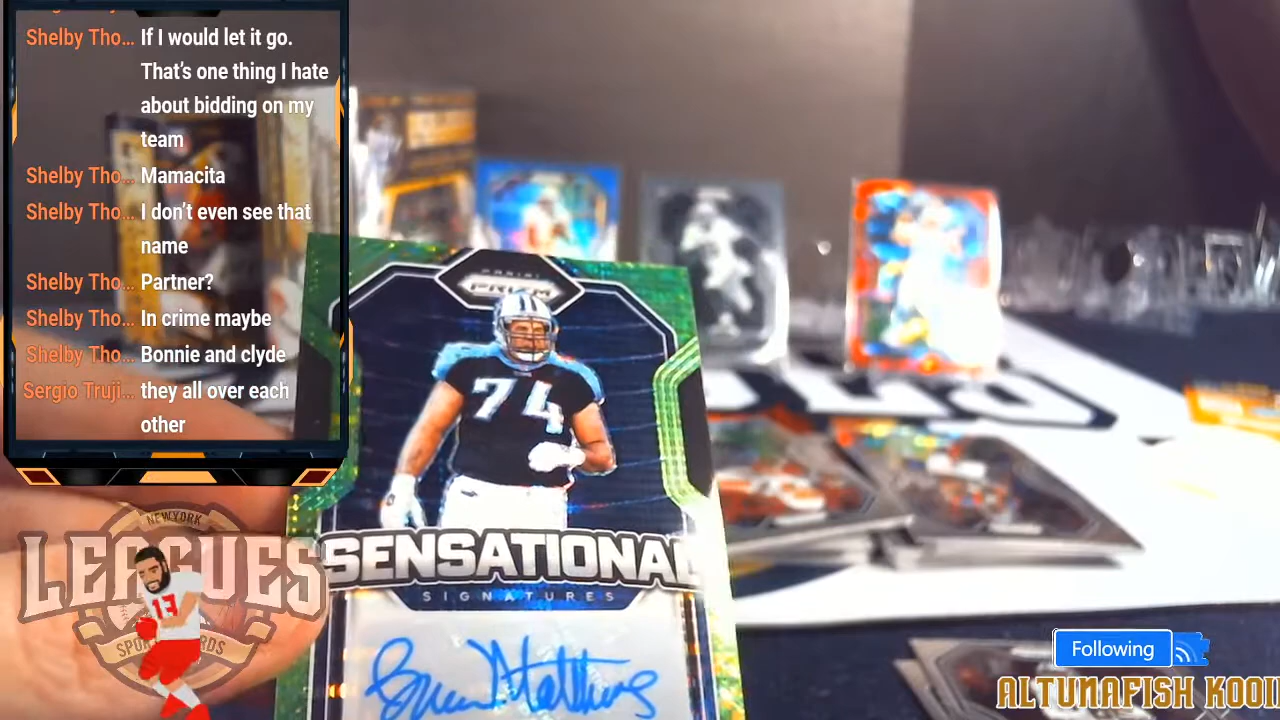 Shelby Tho... If I would let it go.
That's one thing I hate
about bidding on my
team
Shelby Tho... Mamacita
Shelby Tho... I don't even see that
name
Shelby Tho... Partner?
Shelby Tho... In crime maybe
Shelby Tho... Bonnie and clyde
Sergio Truji... they all over each
other
PANINI
PRIZM
74
SENSATIONAL
SIGNATURES
Bruce Matthews
NEW YORK
LEAGUES
13
Following
ALTUNAFISH KOOI